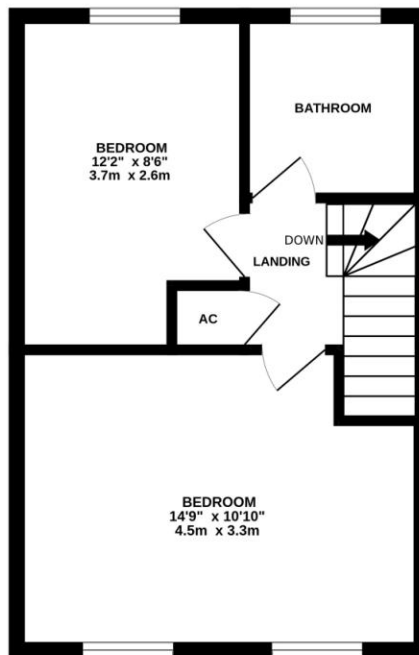 BATHROOM
BEDROOM
12'2" x 8'6"
3.7m x 2.6m
DOWN
LANDING
AC
BEDROOM
14'9" x 10'10"
4.5m x 3.3m